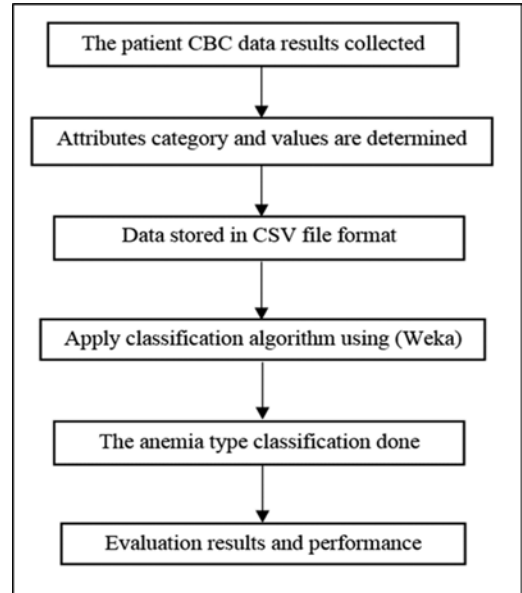 The patient CBC data results collected
Attributes category and values are determined
Data stored in CSV file format
Apply classification algorithm using (Weka)
The anemia type classification done
Evaluation results and performance